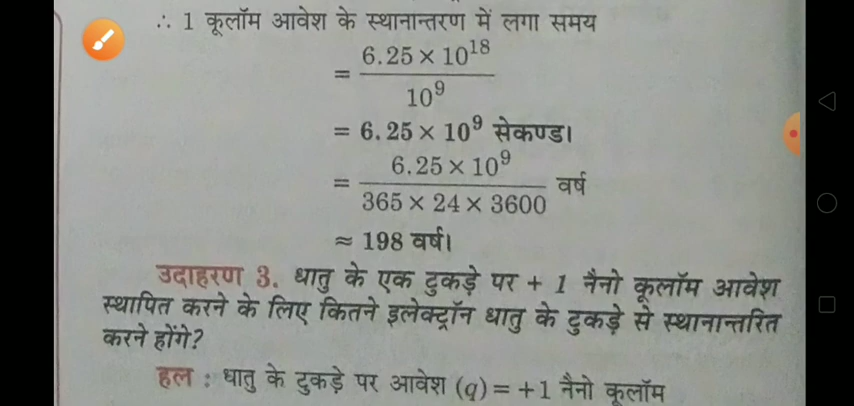 ∴ 1 कूलॉम आवेश के स्थानान्तरण में लगा समय
= 6.25 × 10¹⁸ / 10⁹
= 6.25 × 10⁹ सेकण्ड।
= 6.25 × 10⁹ / 365 × 24 × 3600 वर्ष
≈ 198 वर्ष।
उदाहरण 3. धातु के एक टुकड़े पर + 1 नैनो कूलॉम आवेश
स्थापित करने के लिए कितने इलेक्ट्रॉन धातु के टुकड़े से स्थानान्तरित
करने होंगे?
हल : धातु के टुकड़े पर आवेश (q) = +1 नैनो कूलॉम